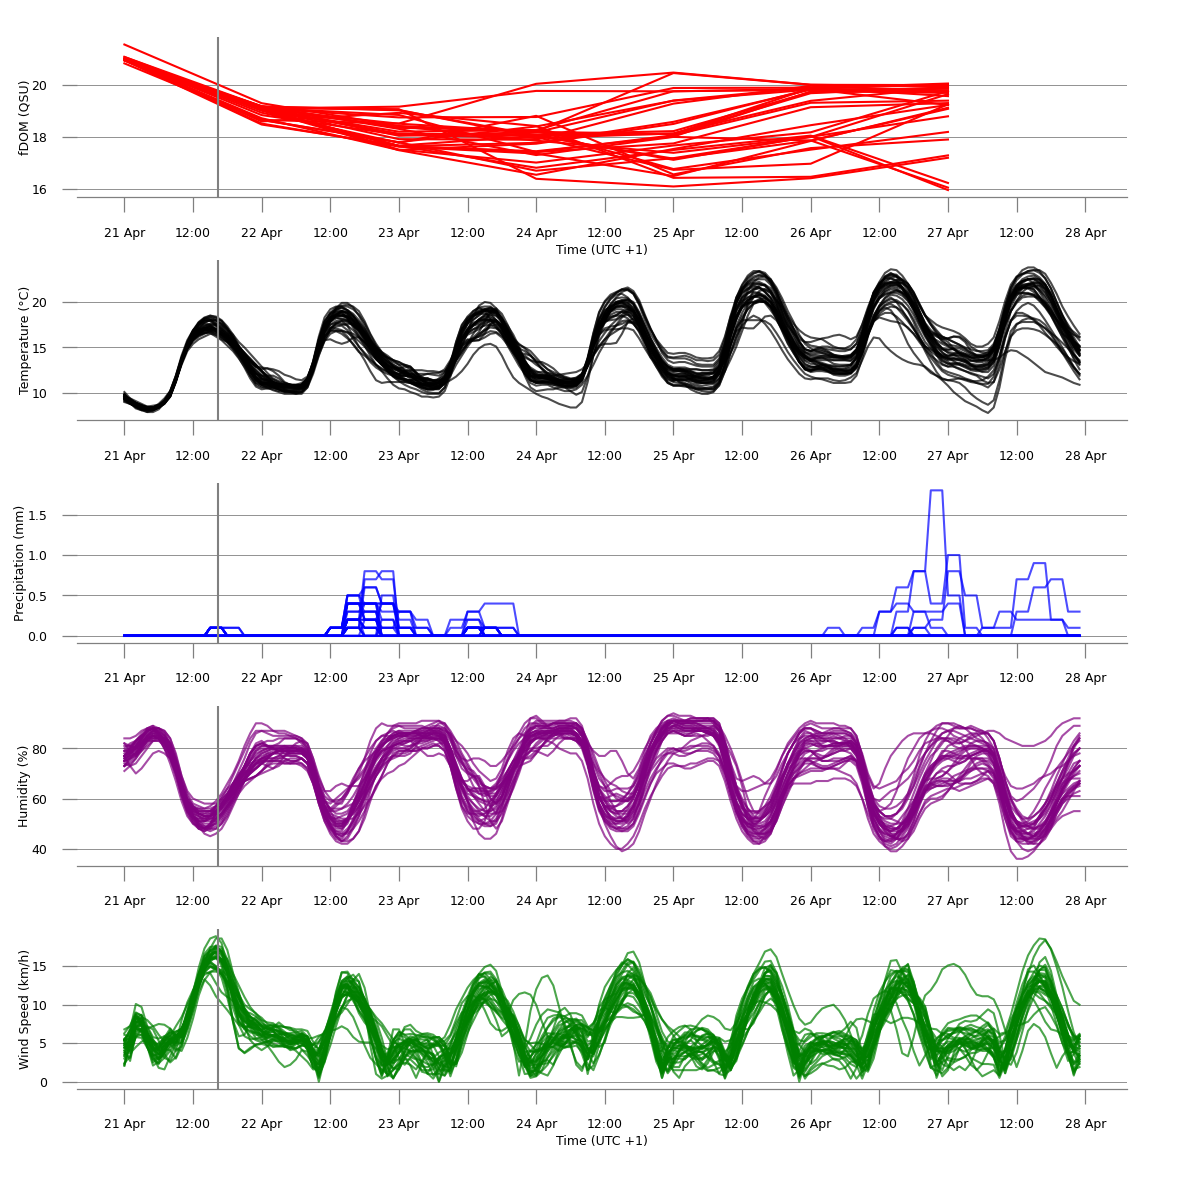 fDOM (QSU)
20
18
16
21 Apr 12:00 22 Apr 12:00 23 Apr 12:00 24 Apr 12:00 25 Apr 12:00 26 Apr 12:00 27 Apr 12:00 28 Apr
Time (UTC +1)
Temperature (°C)
20
15
10
21 Apr 12:00 22 Apr 12:00 23 Apr 12:00 24 Apr 12:00 25 Apr 12:00 26 Apr 12:00 27 Apr 12:00 28 Apr
Precipitation (mm)
1.5
1.0
0.5
0.0
21 Apr 12:00 22 Apr 12:00 23 Apr 12:00 24 Apr 12:00 25 Apr 12:00 26 Apr 12:00 27 Apr 12:00 28 Apr
Humidity (%)
80
60
40
21 Apr 12:00 22 Apr 12:00 23 Apr 12:00 24 Apr 12:00 25 Apr 12:00 26 Apr 12:00 27 Apr 12:00 28 Apr
Wind Speed (km/h)
15
10
5
0
21 Apr 12:00 22 Apr 12:00 23 Apr 12:00 24 Apr 12:00 25 Apr 12:00 26 Apr 12:00 27 Apr 12:00 28 Apr
Time (UTC +1)